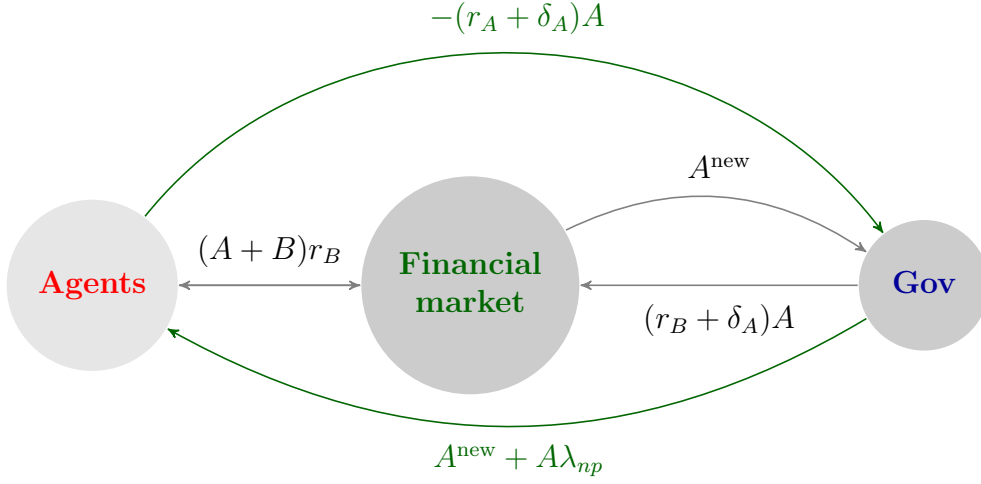 −(r_A + δ_A)A
A^new
(A + B)r_B
Agents
Financial
market
Gov
(r_B + δ_A)A
A^new + Aλ_np